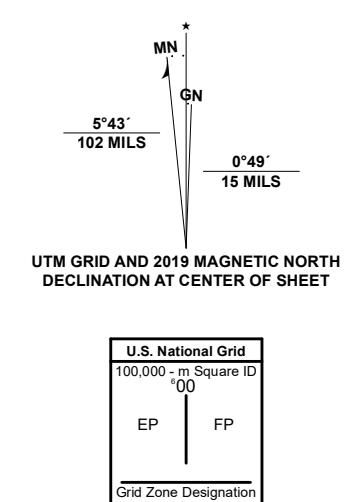 ★
MN
GN
5°43´
102 MILS
0°49´
15 MILS
UTM GRID AND 2019 MAGNETIC NORTH
DECLINATION AT CENTER OF SHEET
U.S. National Grid
100,000 - m Square ID
⁶00
EP FP
Grid Zone Designation